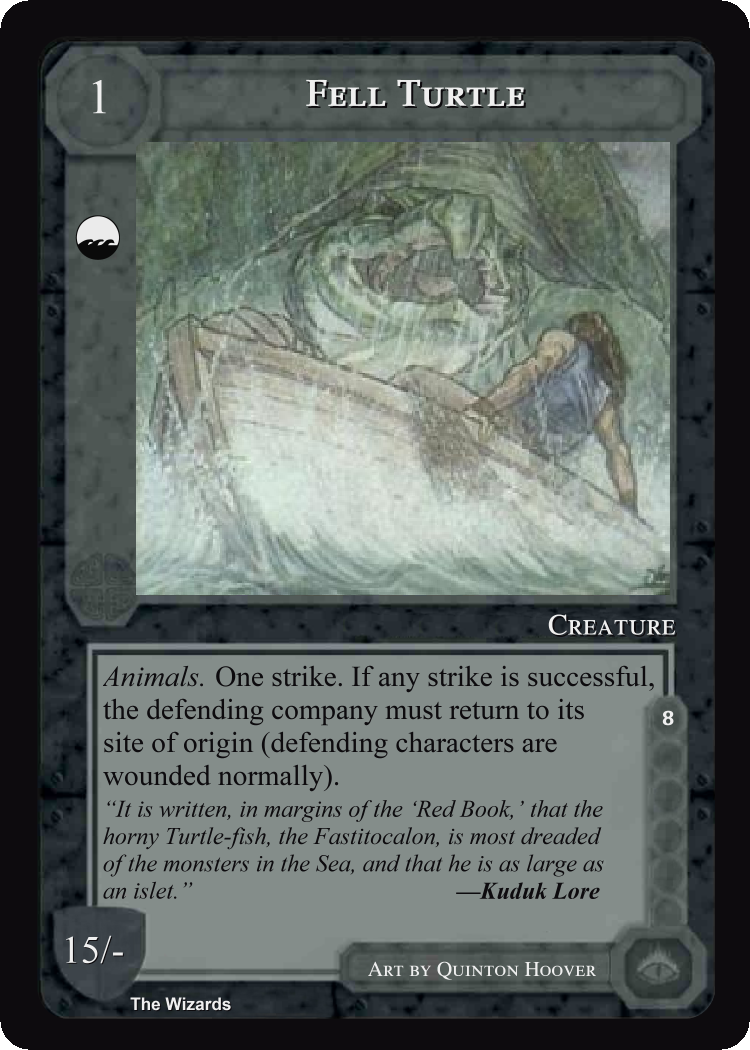 1
Fell Turtle
Creature
Animals. One strike. If any strike is successful,
the defending company must return to its
site of origin (defending characters are
wounded normally).
8
“It is written, in margins of the ‘Red Book,’ that the
horny Turtle-fish, the Fastitocalon, is most dreaded
of the monsters in the Sea, and that he is as large as
an islet.” —Kuduk Lore
15/-
Art by Quinton Hoover
The Wizards